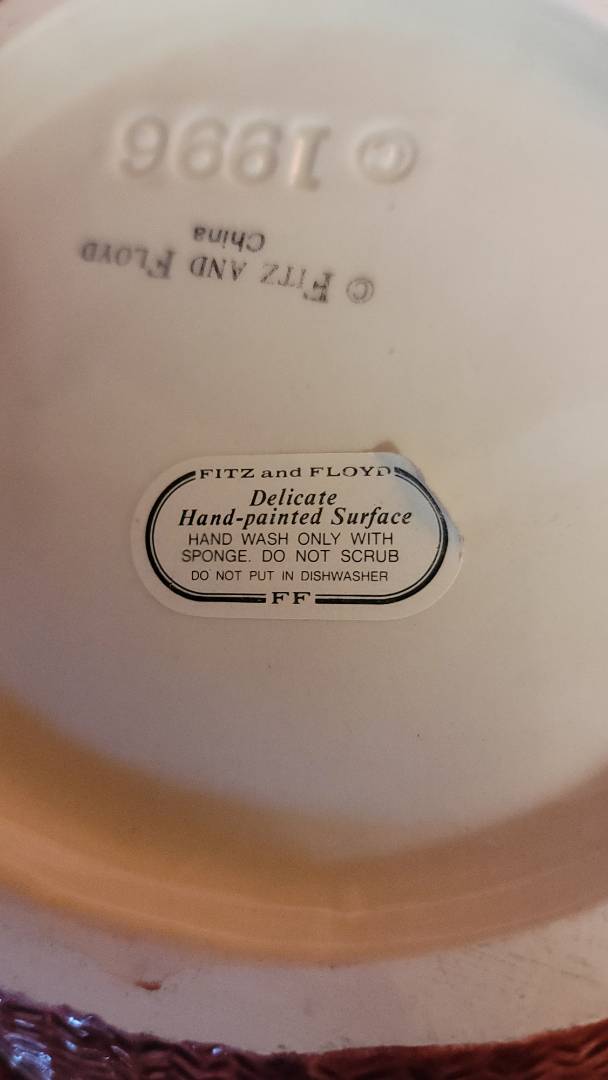 © 1996
© FITZ AND FLOYD
China
FITZ and FLOYD
Delicate
Hand-painted Surface
HAND WASH ONLY WITH
SPONGE. DO NOT SCRUB
DO NOT PUT IN DISHWASHER
FF